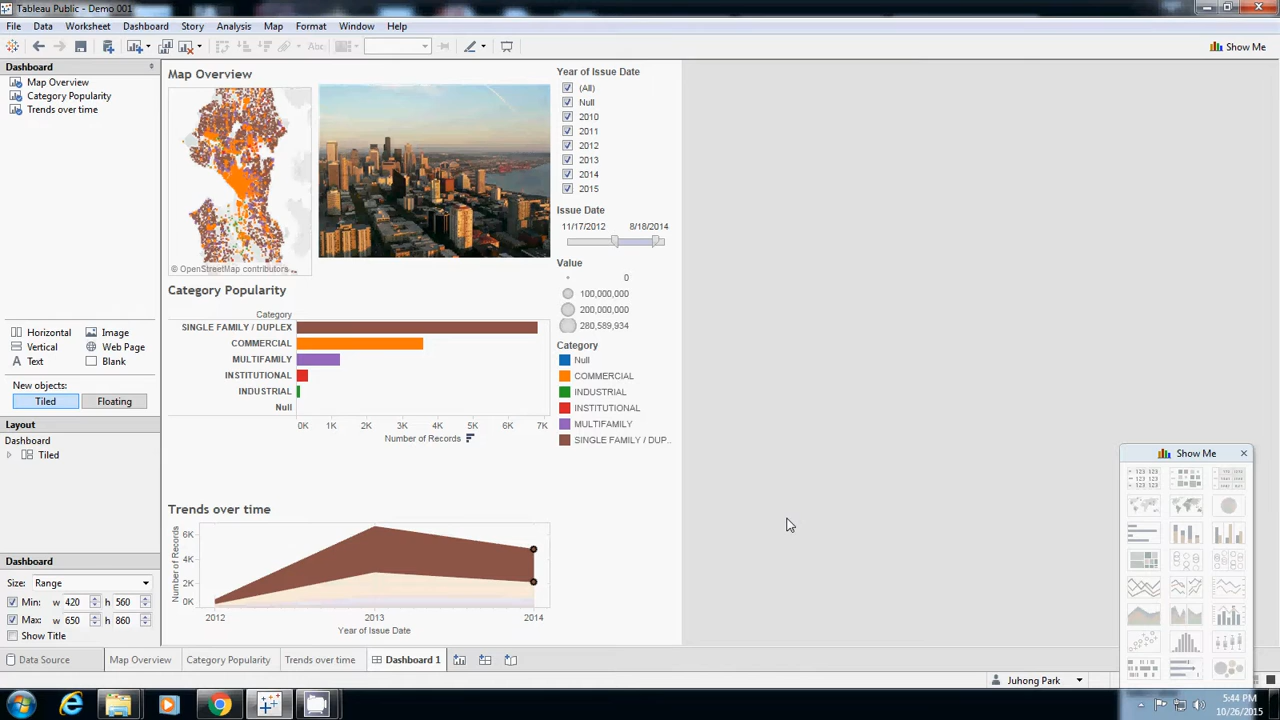 Tableau Public - Demo 001
File Data Worksheet Dashboard Story Analysis Map Format Window Help
Abc
Show Me
Dashboard
Map Overview
Category Popularity
Trends over time
Horizontal Image
Vertical Web Page
A Text Blank
New objects:
Tiled Floating
Layout
Dashboard
Tiled
Dashboard
Size: Range
Min: w 420 h 560
Max: w 650 h 860
Show Title
Map Overview
© OpenStreetMap contributors
Category Popularity
Category
SINGLE FAMILY / DUPLEX
COMMERCIAL
MULTIFAMILY
INSTITUTIONAL
INDUSTRIAL
Null
0K 1K 2K 3K 4K 5K 6K 7K
Number of Records
Trends over time
Number of Records
6K
4K
2K
0K
2012 2013 2014
Year of Issue Date
Year of Issue Date
(All)
Null
2010
2011
2012
2013
2014
2015
Issue Date
11/17/2012 8/18/2014
Value
0
100,000,000
200,000,000
280,589,934
Category
Null
COMMERCIAL
INDUSTRIAL
INSTITUTIONAL
MULTIFAMILY
SINGLE FAMILY / DUP..
Show Me
Data Source Map Overview Category Popularity Trends over time Dashboard 1
Juhong Park
5:44 PM
10/26/2015